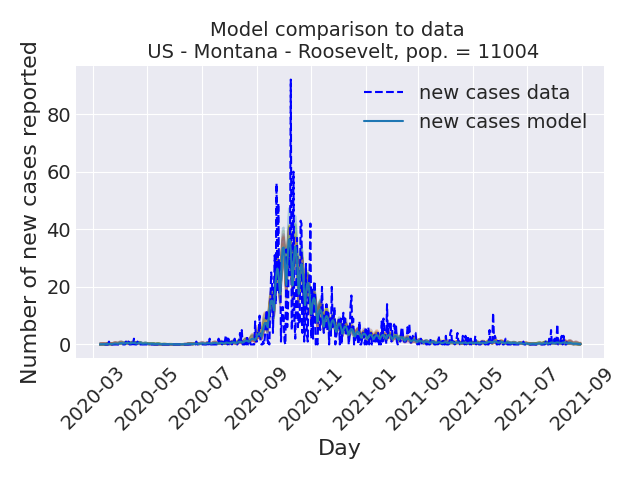 Model comparison to data
US - Montana - Roosevelt, pop. = 11004
Number of new cases reported
80
60
40
20
0
new cases data
new cases model
2020-03
2020-05
2020-07
2020-09
2020-11
2021-01
2021-03
2021-05
2021-07
2021-09
Day